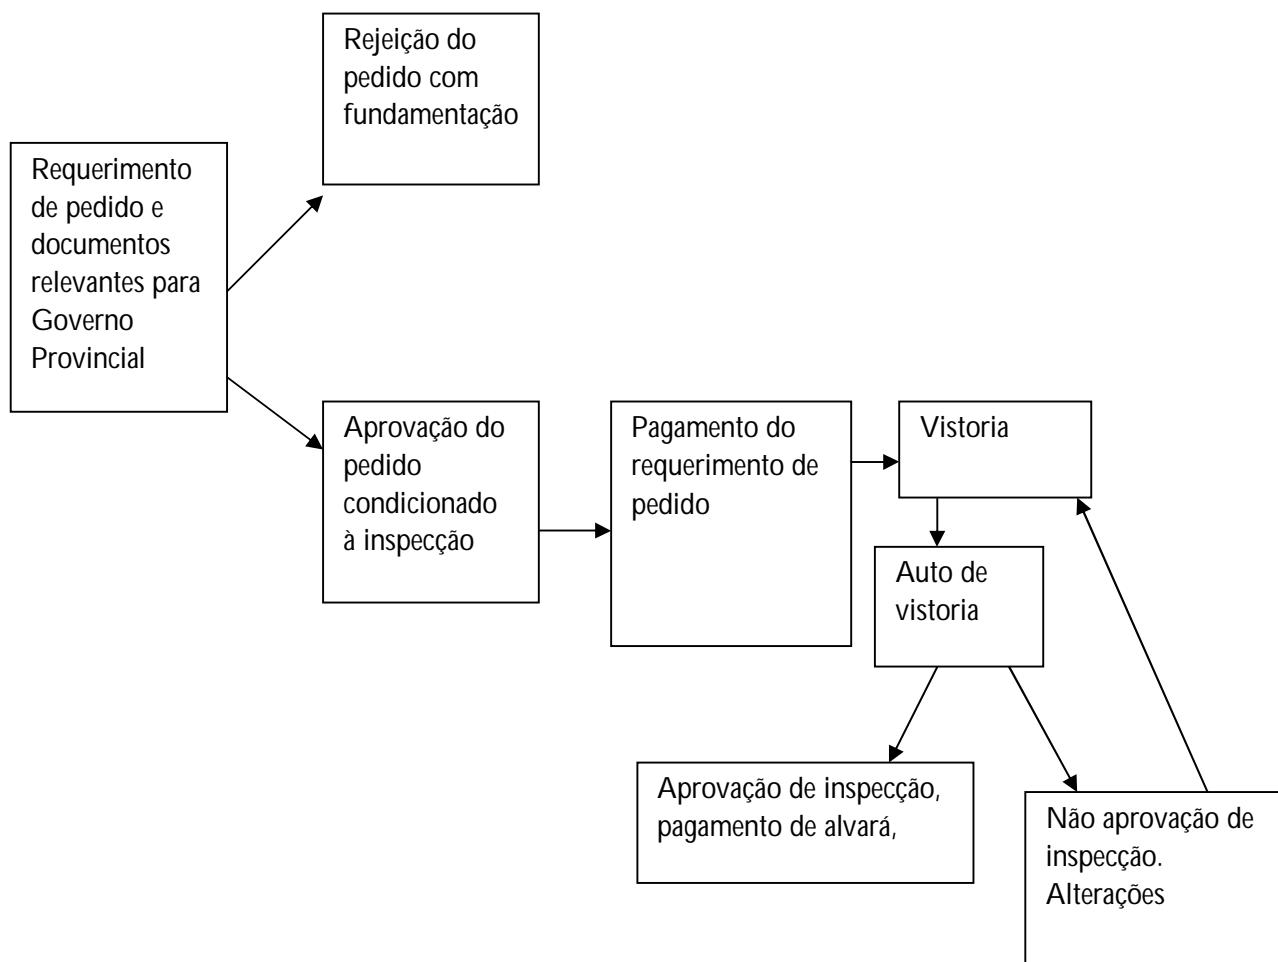 Rejeição do
pedido com
fundamentação
Requerimento
de pedido e
documentos
relevantes para
Governo
Provincial
Aprovação do
pedido
condicionado
à inspecção
Pagamento do
requerimento de
pedido
Vistoria
Auto de
vistoria
Aprovação de inspecção,
pagamento de alvará,
Não aprovação de
inspecção.
Alterações